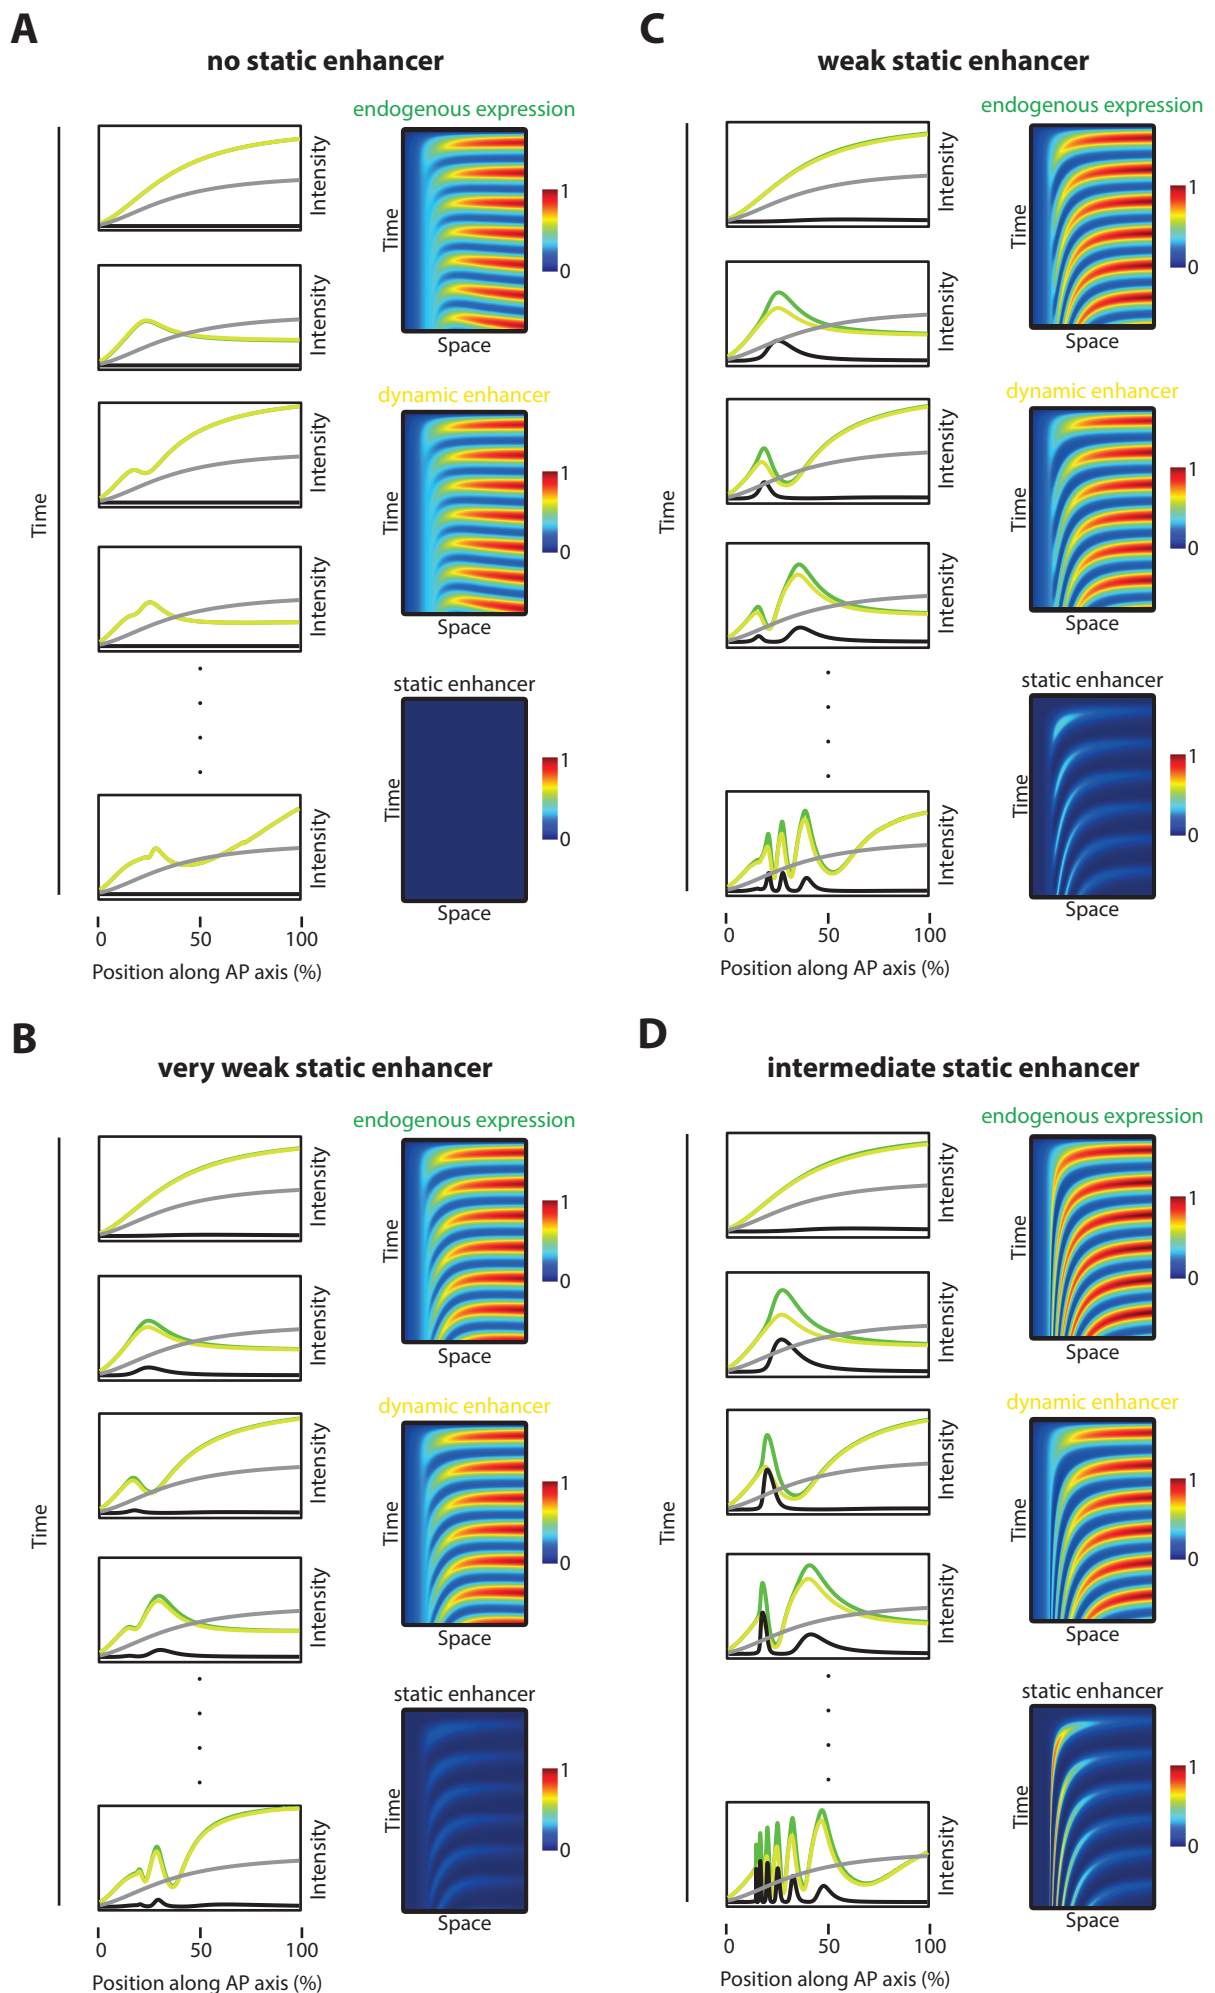 A
no static enhancer
endogenous expression
Intensity
Time
1
0
Space
Intensity
dynamic enhancer
Intensity
Time
1
0
Space
Intensity
static enhancer
Time
1
0
Space
Intensity
Time
0
50
100
Position along AP axis (%)
C
weak static enhancer
endogenous expression
Intensity
Time
1
0
Space
Intensity
dynamic enhancer
Intensity
Time
1
0
Space
Intensity
static enhancer
Time
1
0
Space
Intensity
Time
0
50
100
Position along AP axis (%)
B
very weak static enhancer
endogenous expression
Intensity
Time
1
0
Space
Intensity
dynamic enhancer
Intensity
Time
1
0
Space
Intensity
static enhancer
Time
1
0
Space
Intensity
Time
0
50
100
Position along AP axis (%)
D
intermediate static enhancer
endogenous expression
Intensity
Time
1
0
Space
Intensity
dynamic enhancer
Intensity
Time
1
0
Space
Intensity
static enhancer
Time
1
0
Space
Intensity
Time
0
50
100
Position along AP axis (%)